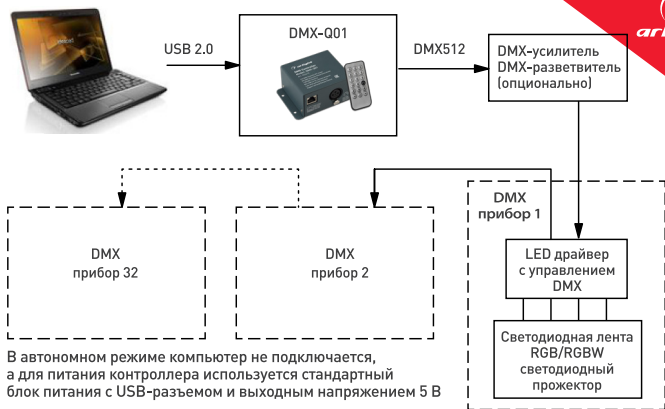 USB 2.0
DMX-Q01
DMX512
DMX-усилитель
DMX-разветвитель
(опционально)
DMX
прибор 32
DMX
прибор 2
DMX
прибор 1
LED драйвер
с управлением
DMX
Светодиодная лента
RGB/RGBW
светодиодный
прожектор
В автономном режиме компьютер не подключается,
а для питания контроллера используется стандартный
блок питания с USB-разъемом и выходным напряжением 5 В